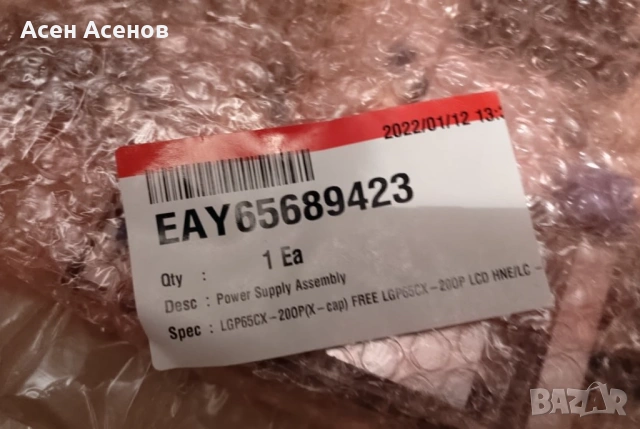 Асен Асенов
2022/01/12 13:
EAY65689423
Qty : 1 Ea
Desc : Power Supply Assembly
Spec : LGP65CX-20OP(X-cap) FREE LGP65CX-20OP LCD HNE/LC -
BAZAR